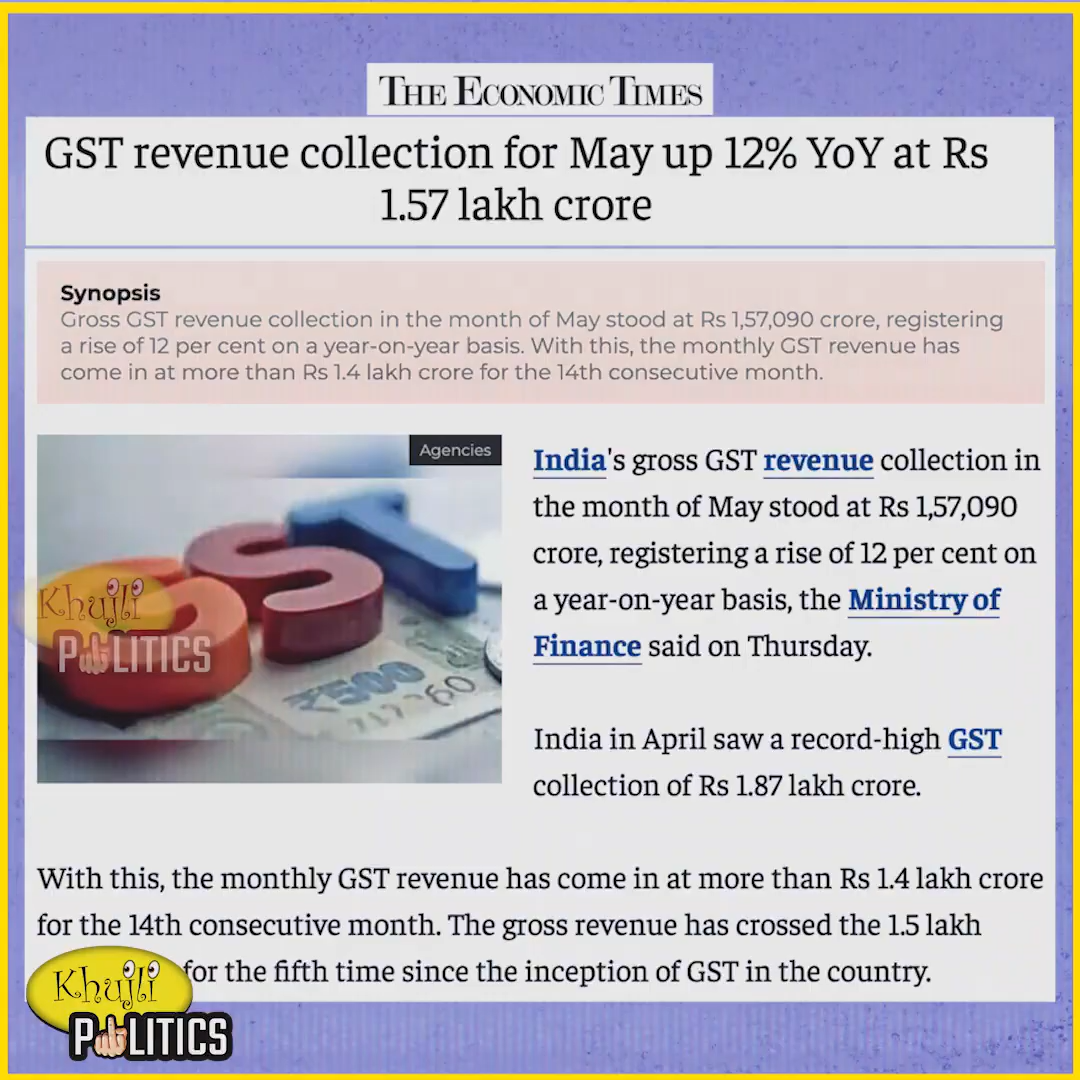 THE ECONOMIC TIMES
GST revenue collection for May up 12% YoY at Rs
1.57 lakh crore
Synopsis
Gross GST revenue collection in the month of May stood at Rs 1,57,090 crore, registering
a rise of 12 per cent on a year-on-year basis. With this, the monthly GST revenue has
come in at more than Rs 1.4 lakh crore for the 14th consecutive month.
Agencies
GST
₹500
Khujli
POLITICS
India's gross GST revenue collection in
the month of May stood at Rs 1,57,090
crore, registering a rise of 12 per cent on
a year-on-year basis, the Ministry of
Finance said on Thursday.
India in April saw a record-high GST
collection of Rs 1.87 lakh crore.
With this, the monthly GST revenue has come in at more than Rs 1.4 lakh crore
for the 14th consecutive month. The gross revenue has crossed the 1.5 lakh
for the fifth time since the inception of GST in the country.
Khujli
POLITICS